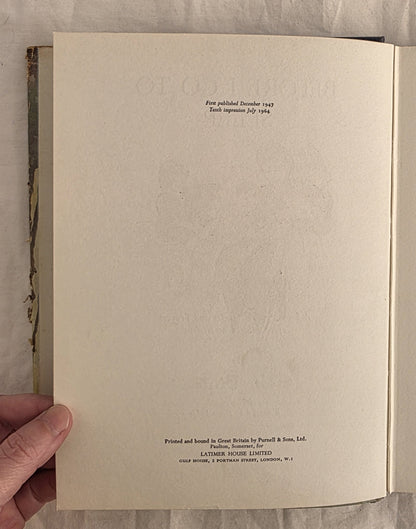 First published December 1947
Tenth impression July 1964
Printed and bound in Great Britain by Purnell & Sons, Ltd.
Paulton, Somerset, for
LATIMER HOUSE LIMITED
GULF HOUSE, 2 PORTMAN STREET, LONDON, W.1